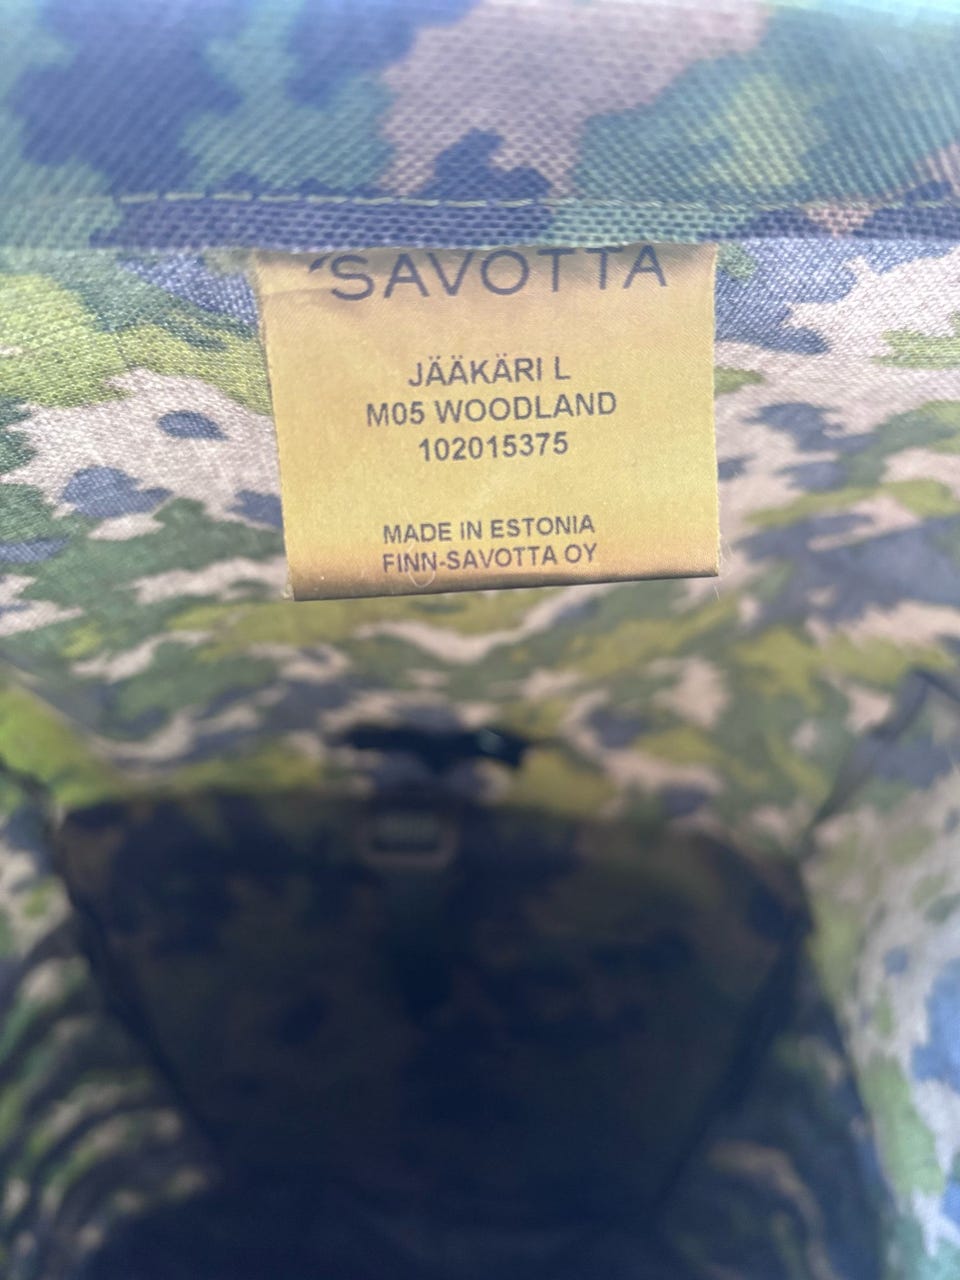 'SAVOTTA
JÄÄKÄRI L
M05 WOODLAND
102015375
MADE IN ESTONIA
FINN-SAVOTTA OY